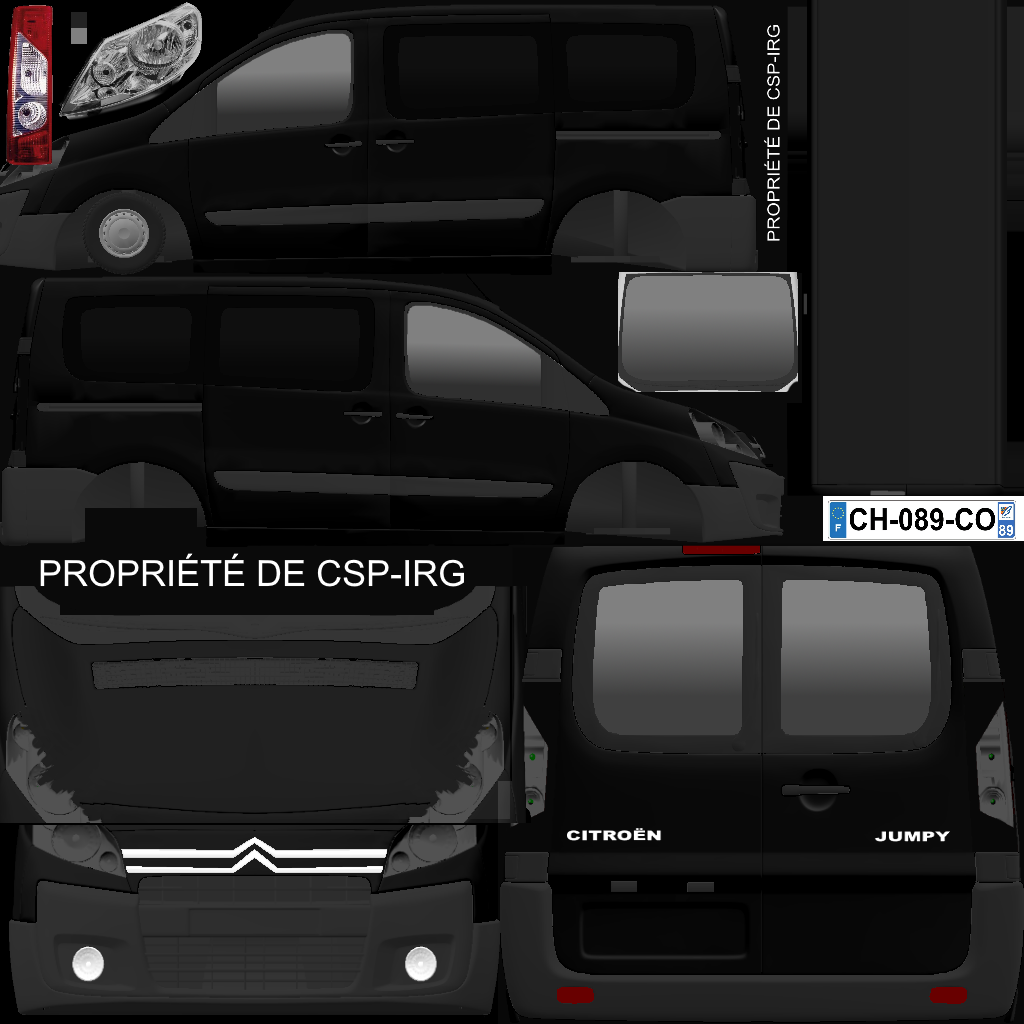 PROPRIÉTÉ DE CSP-IRG
F CH-089-CO 89
PROPRIÉTÉ DE CSP-IRG
CITROËN JUMPY